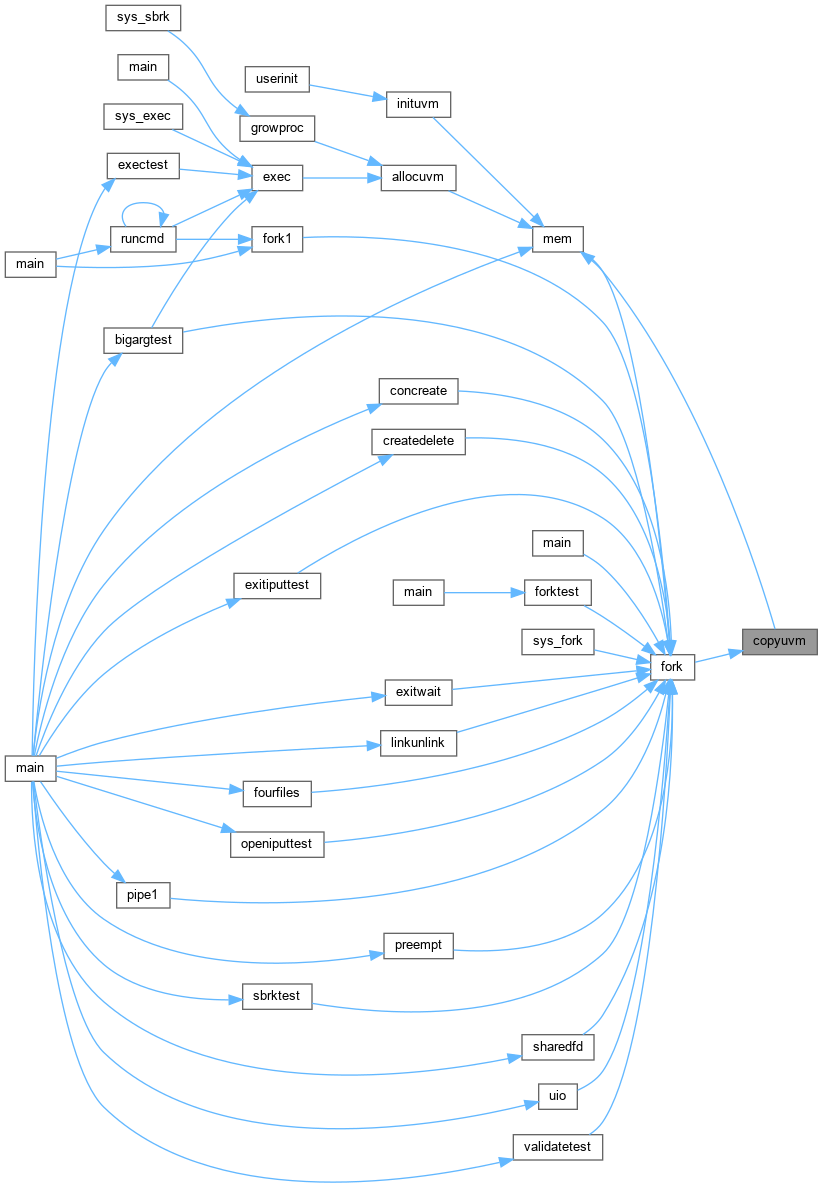 sys_sbrk
main
userinit
inituvm
sys_exec
growproc
exectest
exec
allocuvm
runcmd
fork1
mem
main
bigargtest
concreate
createdelete
main
exitiputtest
main
forktest
sys_fork
copyuvm
fork
exitwait
linkunlink
main
fourfiles
openiputtest
pipe1
preempt
sbrktest
sharedfd
uio
validatetest